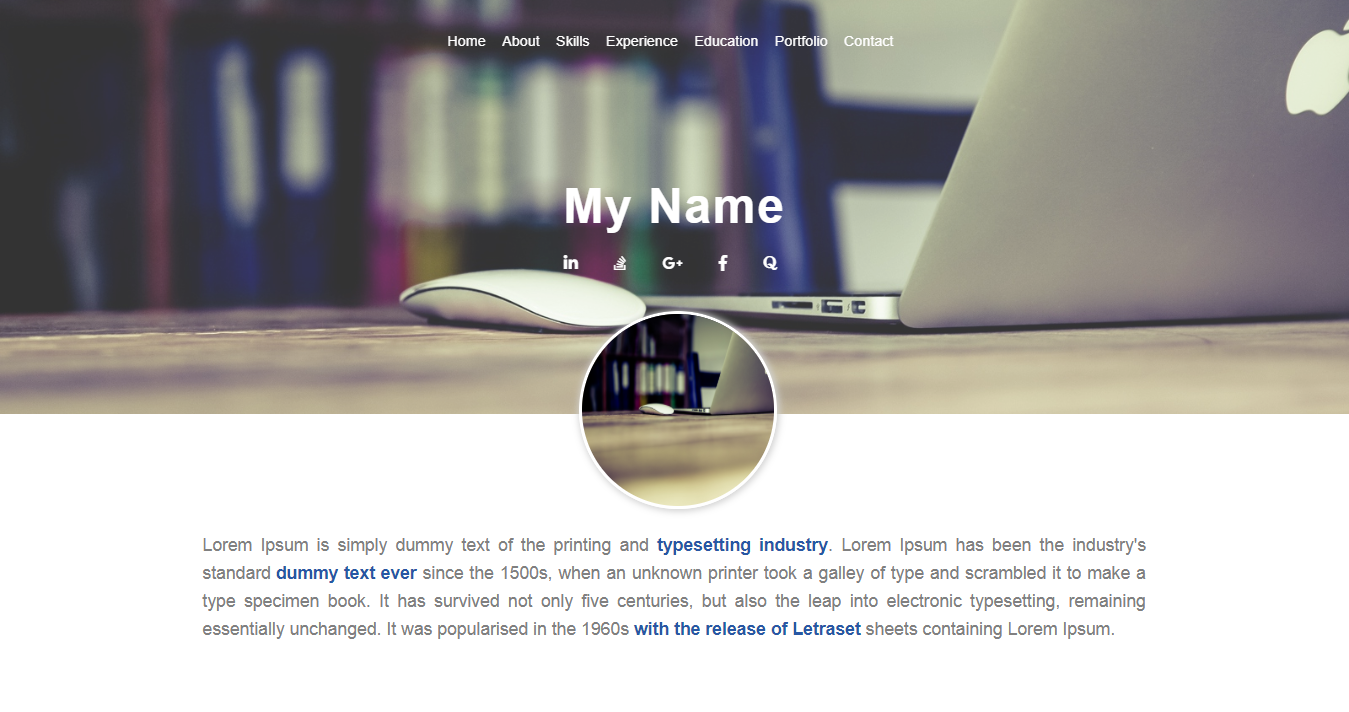 Home About Skills Experience Education Portfolio Contact
My Name
Lorem Ipsum is simply dummy text of the printing and typesetting industry. Lorem Ipsum has been the industry's
standard dummy text ever since the 1500s, when an unknown printer took a galley of type and scrambled it to make a
type specimen book. It has survived not only five centuries, but also the leap into electronic typesetting, remaining
essentially unchanged. It was popularised in the 1960s with the release of Letraset sheets containing Lorem Ipsum.